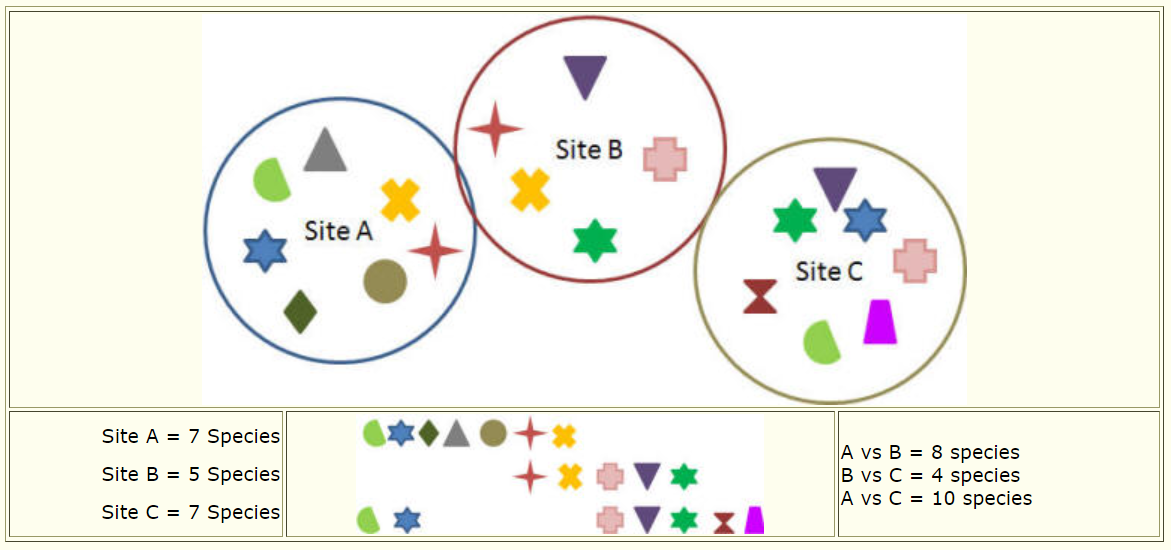 Site B
Site A
Site C
Site A = 7 Species
Site B = 5 Species
Site C = 7 Species
A vs B = 8 species
B vs C = 4 species
A vs C = 10 species